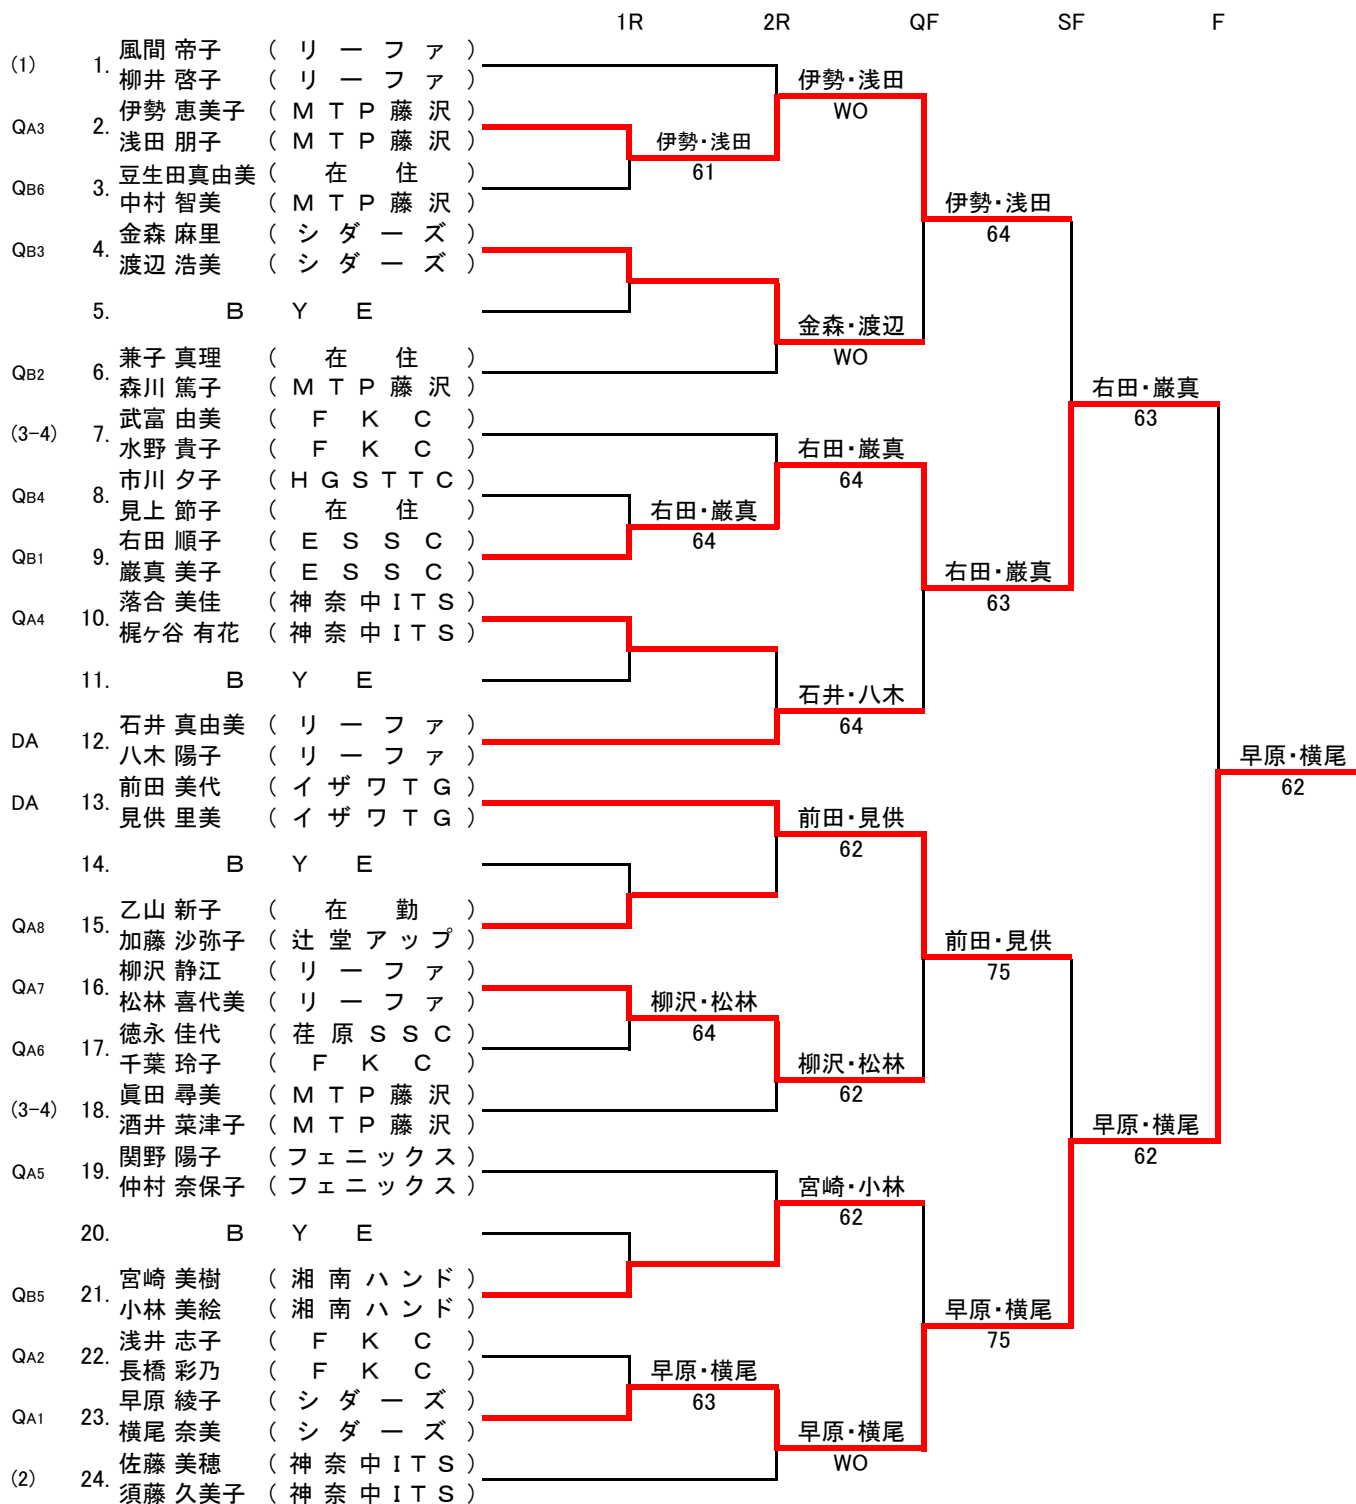 1R 2R QF SF F
風間 帝子 ( リーファ )
(1) 1.
柳井 啓子 ( リーファ ) 伊勢・浅田
伊勢 恵美子 ( MTP藤沢 ) WO
QA3 2.
浅田 朋子 ( MTP藤沢 ) 伊勢・浅田
豆生田真由美 ( 在住 ) 61
QB6 3.
中村 智美 ( MTP藤沢 ) 伊勢・浅田
金森 麻里 ( シダーズ ) 64
QB3 4.
渡辺 浩美 ( シダーズ )
5. BYE
金森・渡辺
兼子 真理 ( 在住 ) WO
QB2 6.
森川 篤子 ( MTP藤沢 ) 右田・巌真
武富 由美 ( FKC ) 63
(3-4) 7.
水野 貴子 ( FKC ) 右田・巌真
市川 夕子 ( HGSTTC ) 64
QB4 8.
見上 節子 ( 在住 ) 右田・巌真
右田 順子 ( ESSC ) 64
QB1 9.
巌真 美子 ( ESSC ) 右田・巌真
落合 美佳 ( 神奈中ITS ) 63
QA4 10.
梶ヶ谷 有花 ( 神奈中ITS )
11. BYE
石井・八木
石井 真由美 ( リーファ ) 64
DA 12.
八木 陽子 ( リーファ ) 早原・横尾
前田 美代 ( イザワTG ) 62
DA 13.
見供 里美 ( イザワTG ) 前田・見供
62
14. BYE
乙山 新子 ( 在勤 )
QA8 15.
加藤 沙弥子 ( 辻堂アップ ) 前田・見供
柳沢 静江 ( リーファ ) 75
QA7 16.
松林 喜代美 ( リーファ ) 柳沢・松林
徳永 佳代 ( 荏原SSC ) 64
QA6 17.
千葉 玲子 ( FKC ) 柳沢・松林
眞田 尋美 ( MTP藤沢 ) 62
(3-4) 18.
酒井 菜津子 ( MTP藤沢 ) 早原・横尾
関野 陽子 ( フェニックス ) 62
QA5 19.
仲村 奈保子 ( フェニックス ) 宮崎・小林
62
20. BYE
宮崎 美樹 ( 湘南ハンド )
QB5 21.
小林 美絵 ( 湘南ハンド ) 早原・横尾
浅井 志子 ( FKC ) 75
QA2 22.
長橋 彩乃 ( FKC ) 早原・横尾
早原 綾子 ( シダーズ ) 63
QA1 23.
横尾 奈美 ( シダーズ ) 早原・横尾
佐藤 美穂 ( 神奈中ITS ) WO
(2) 24.
須藤 久美子 ( 神奈中ITS )